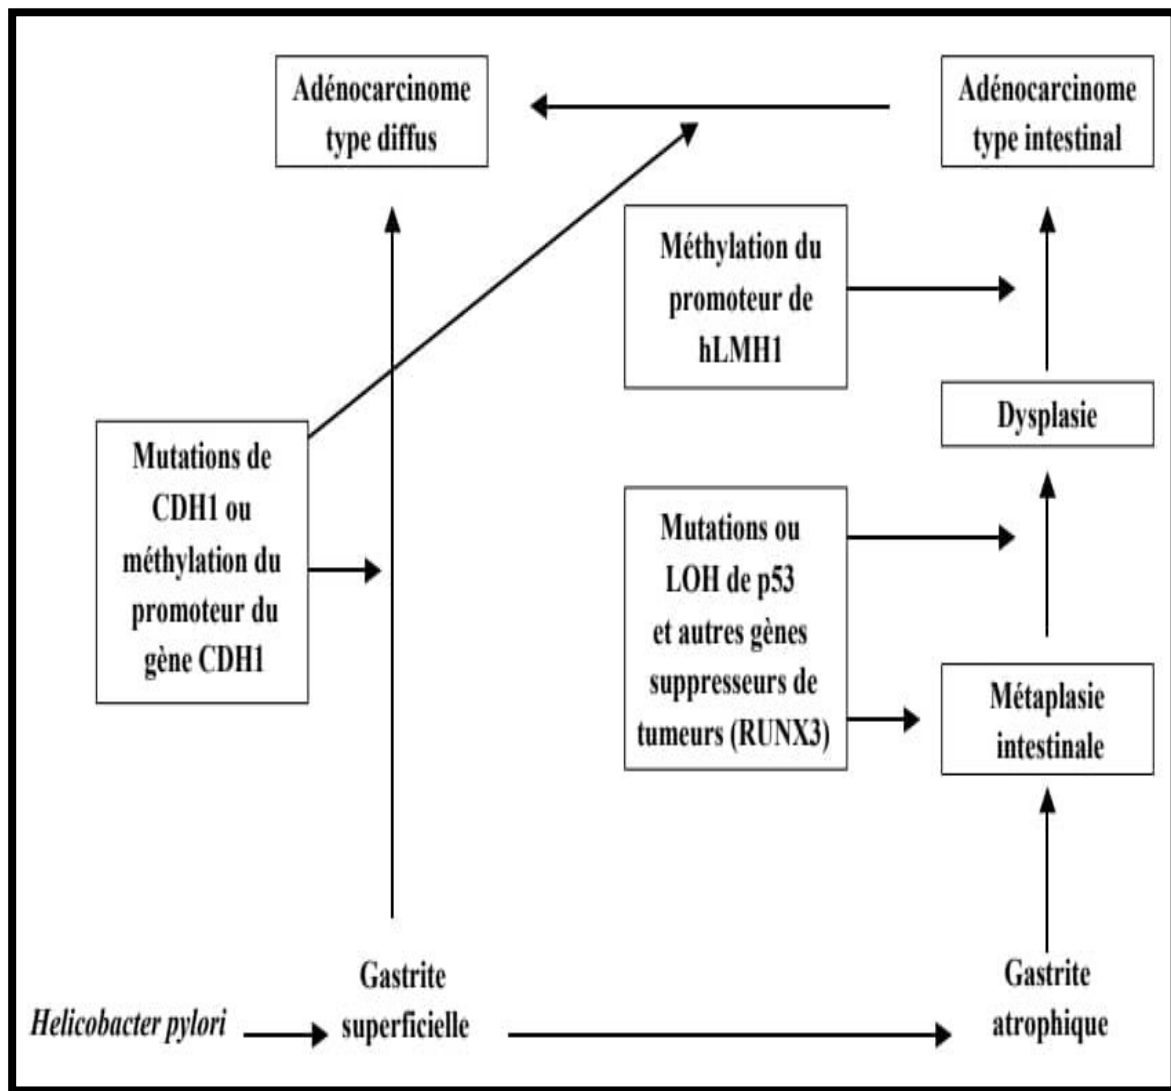 Adénocarcinome
type diffus
Adénocarcinome
type intestinal
Méthylation du
promoteur de
hLMH1
Dysplasie
Mutations de
CDH1 ou
méthylation du
promoteur du
gène CDH1
Mutations ou
LOH de p53
et autres gènes
suppresseurs de
tumeurs (RUNX3)
Métaplasie
intestinale
Helicobacter pylori
Gastrite
superficielle
Gastrite
atrophique